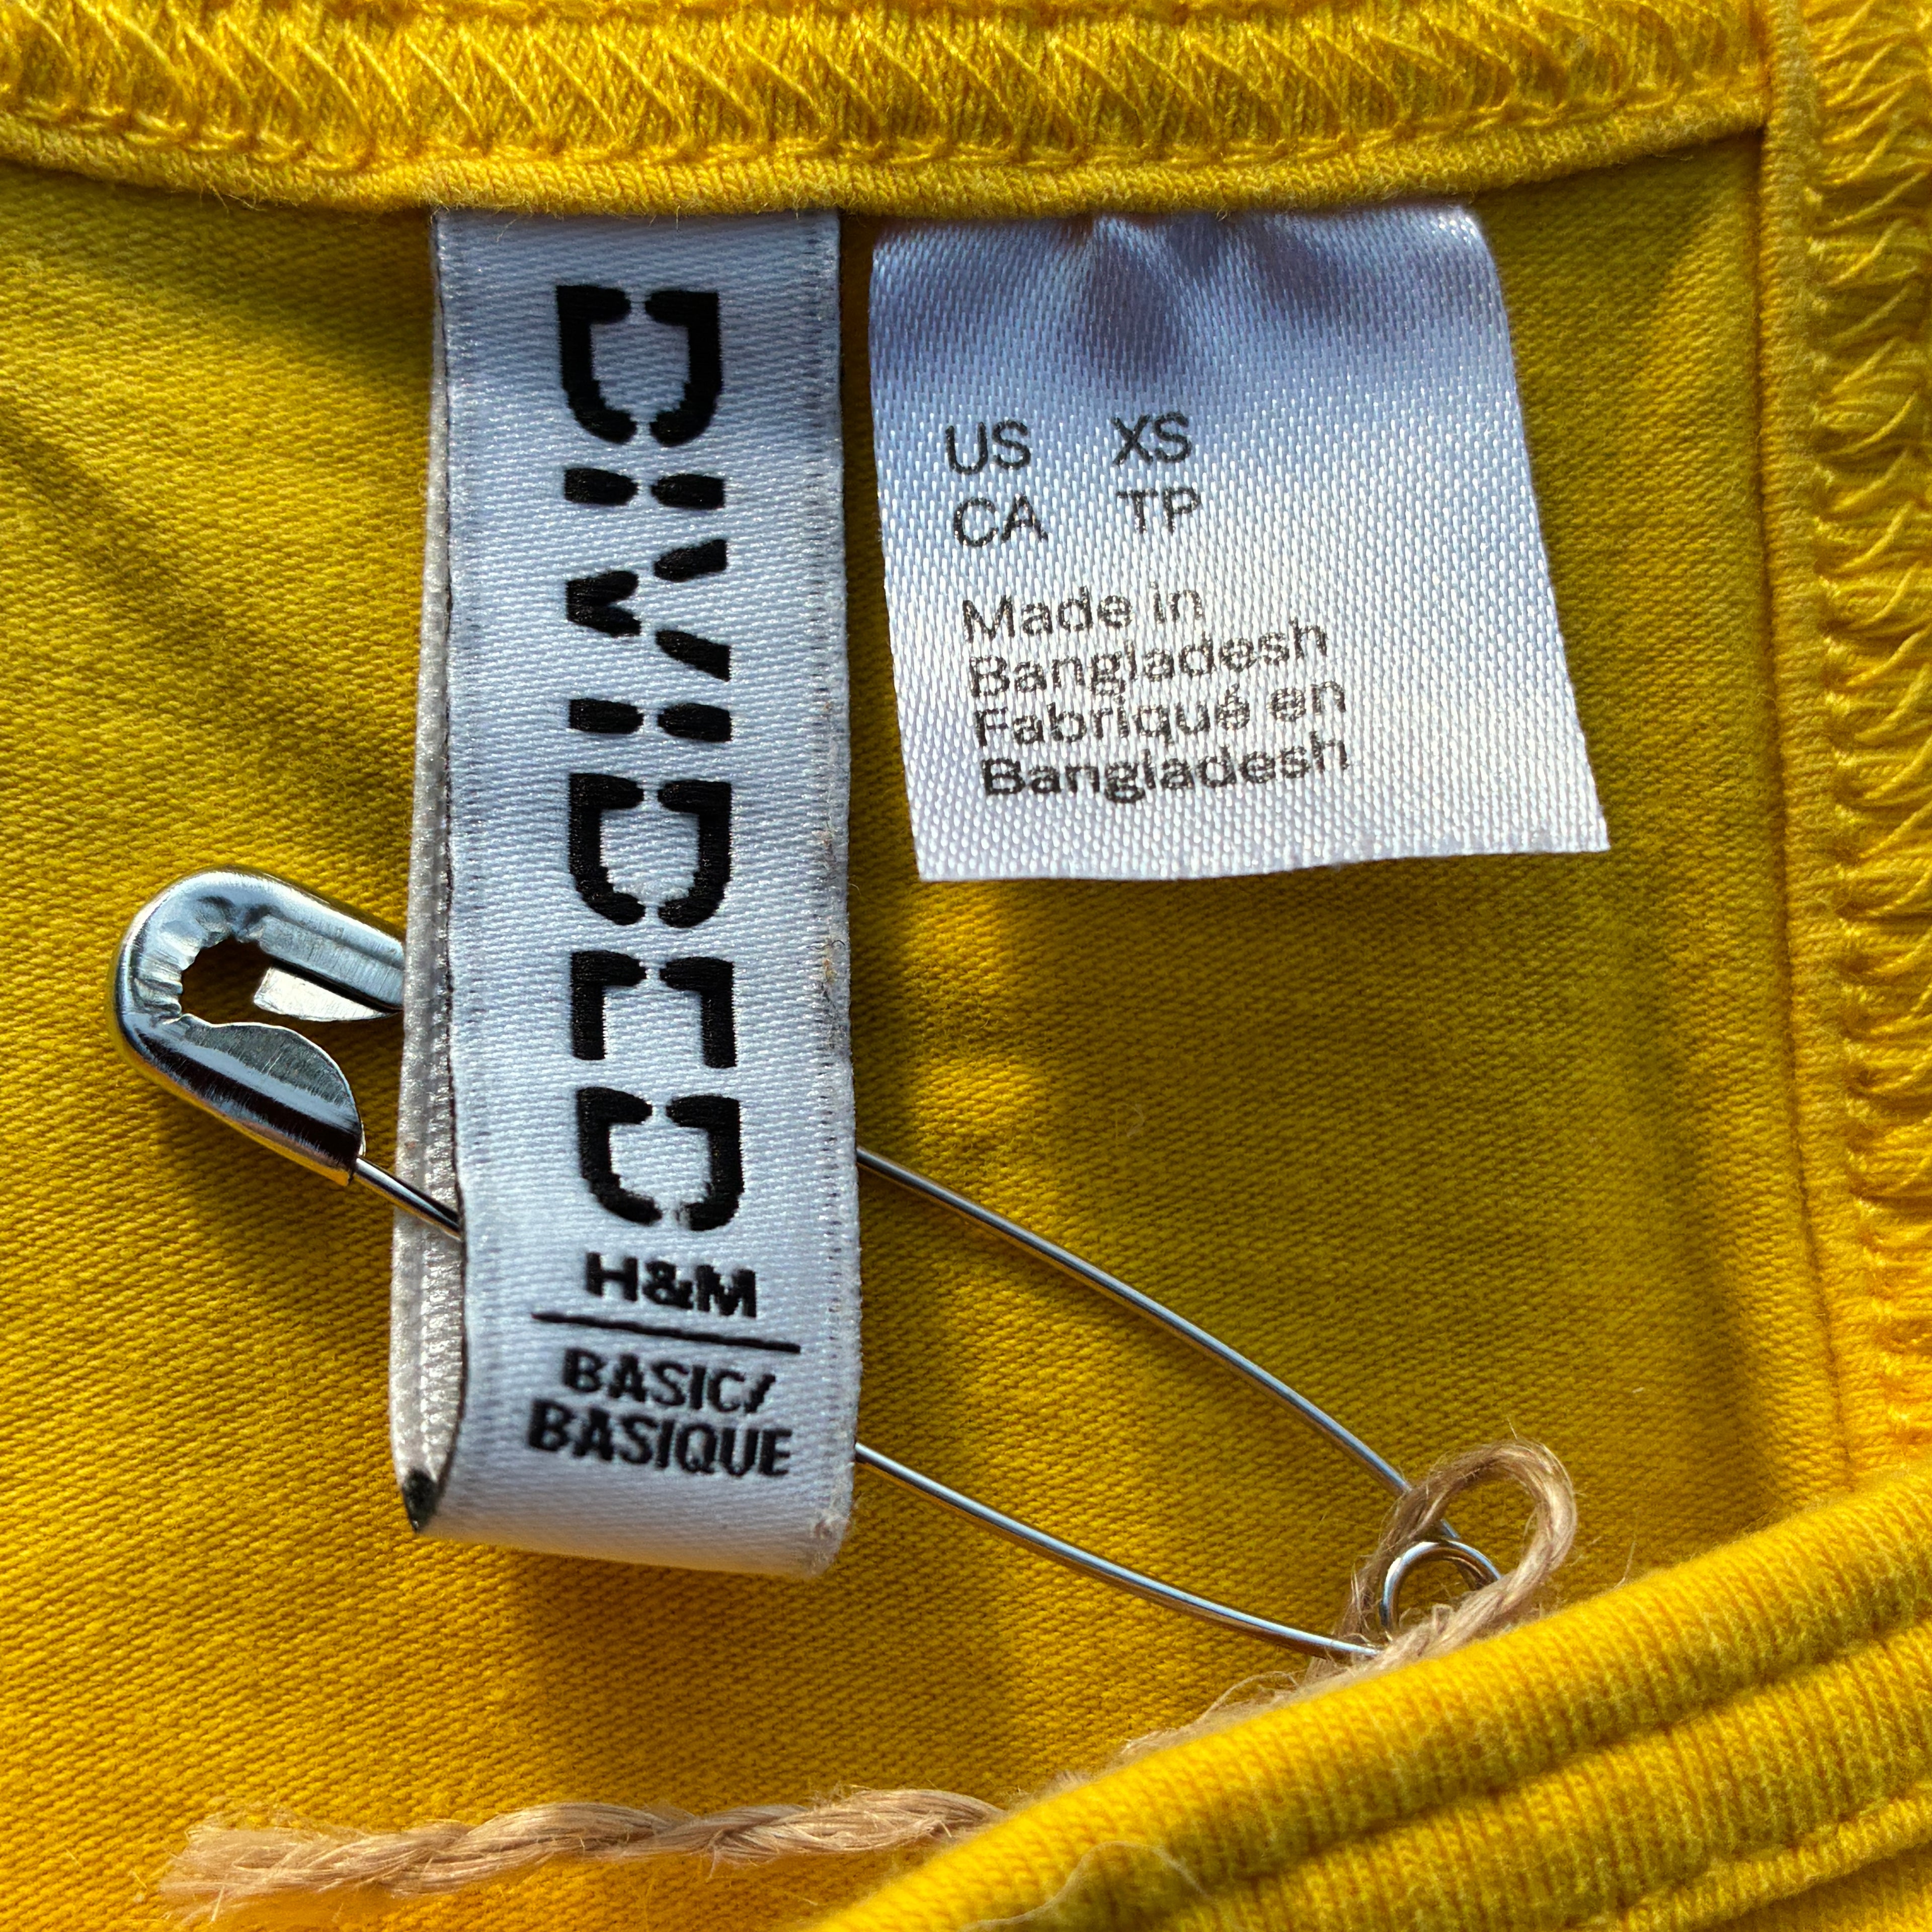 DIVIDED
H&M
BASIC/
BASIQUE
US XS
CA TP
Made in
Bangladesh
Fabriqué en
Bangladesh